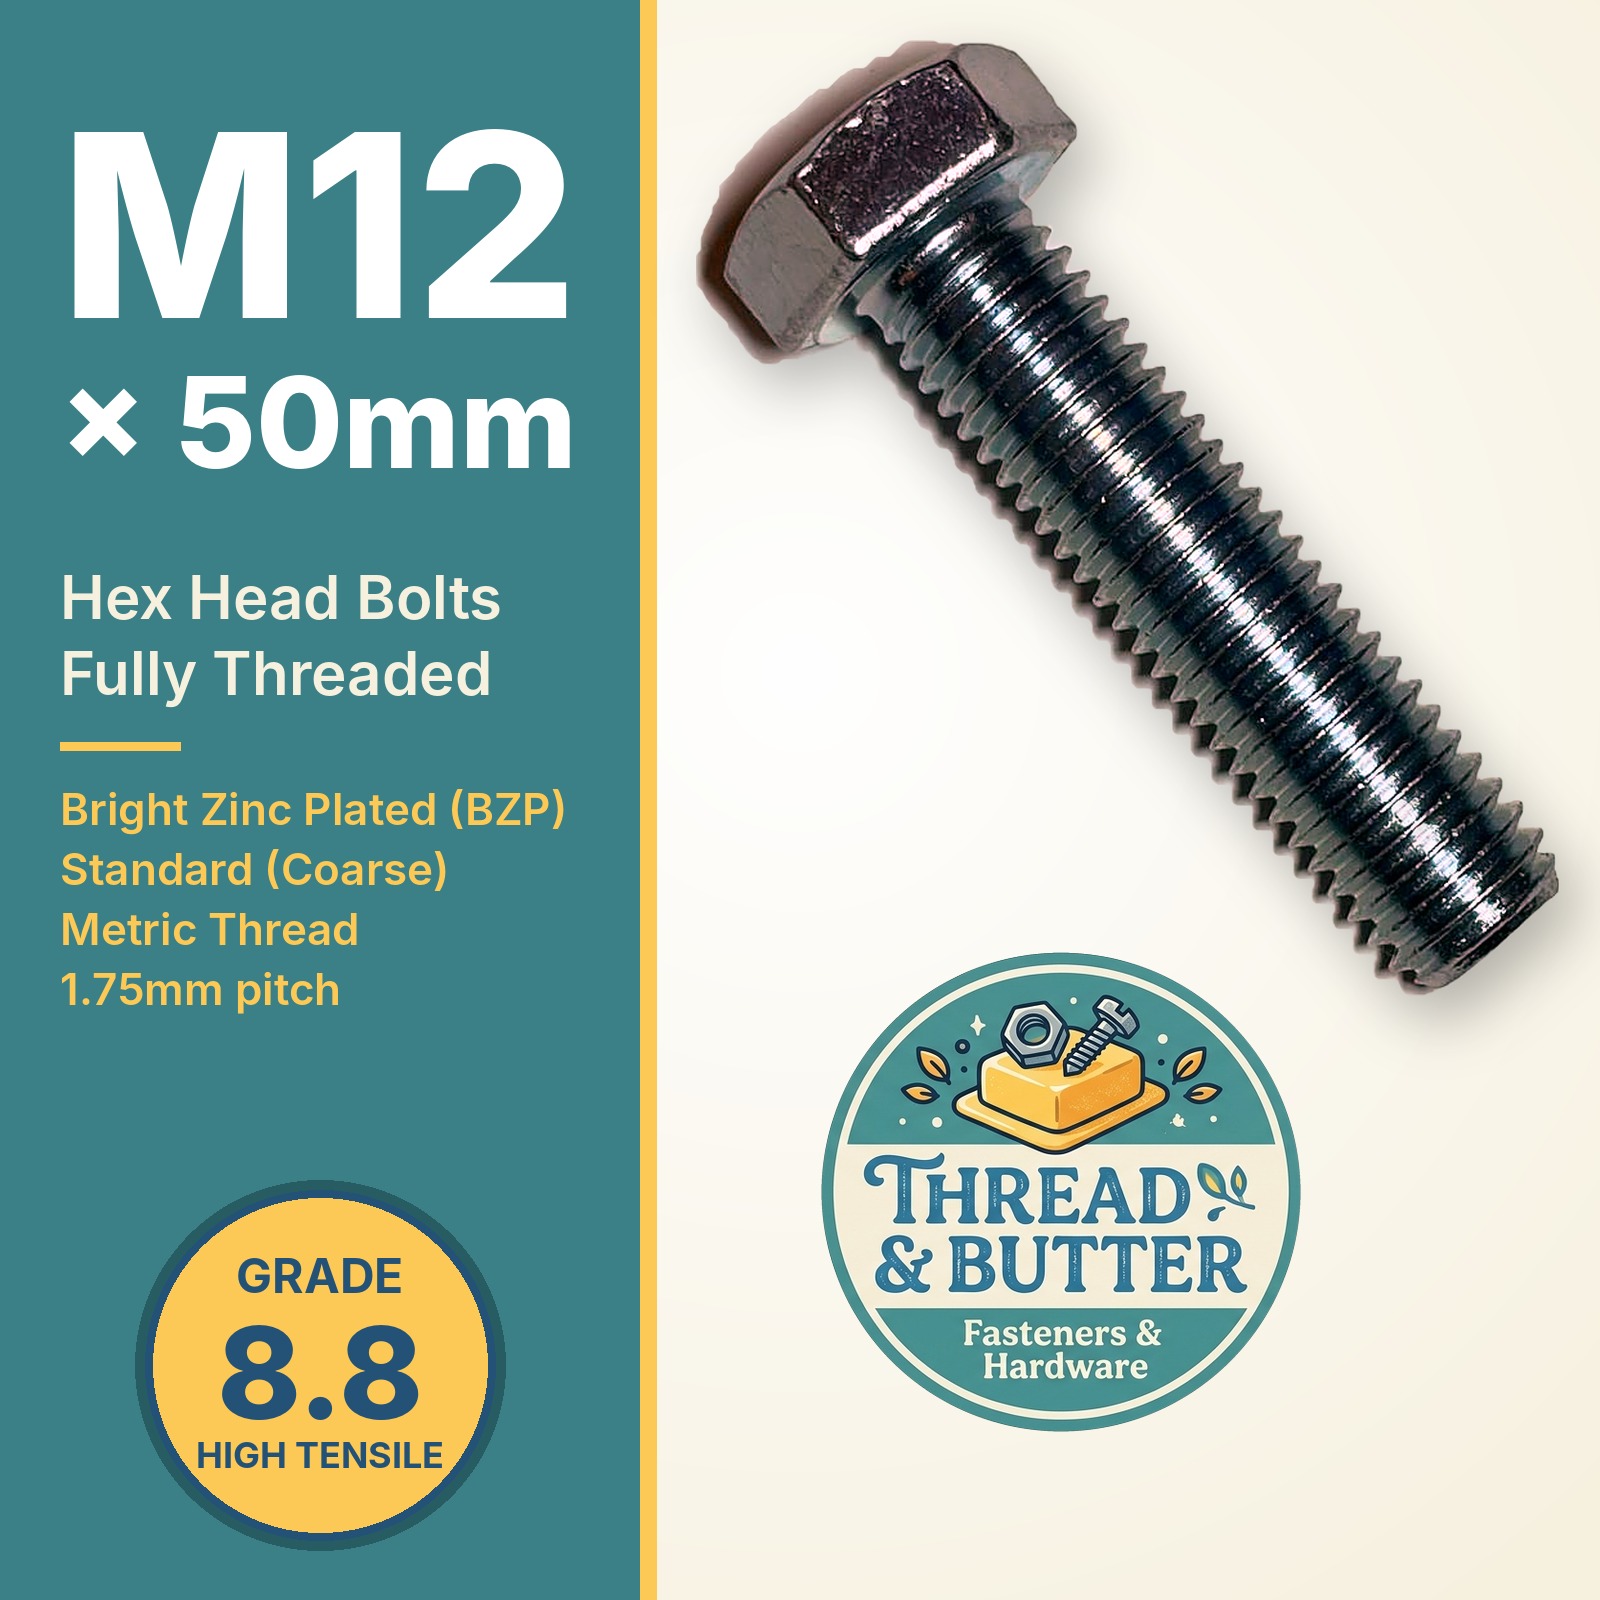 M12
× 50mm
Hex Head Bolts
Fully Threaded
Bright Zinc Plated (BZP)
Standard (Coarse)
Metric Thread
1.75mm pitch
GRADE
8.8
HIGH TENSILE
THREAD
& BUTTER
Fasteners &
Hardware